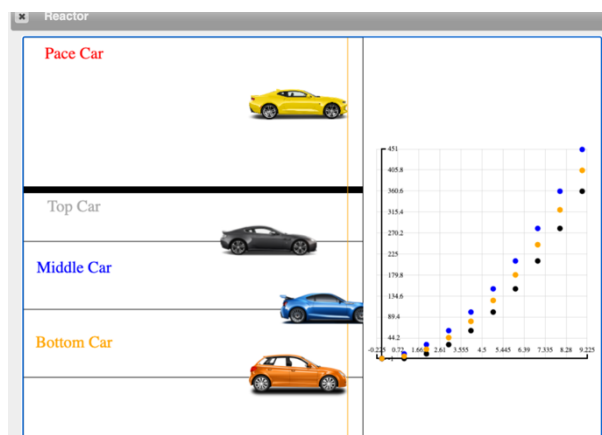 Reactor
Pace Car
Top Car
Middle Car
Bottom Car
451
405.8
360.6
315.4
270.2
225
179.8
134.6
89.4
44.2
-0.225 0.72 1.665 2.61 3.555 4.5 5.445 6.39 7.335 8.28 9.225